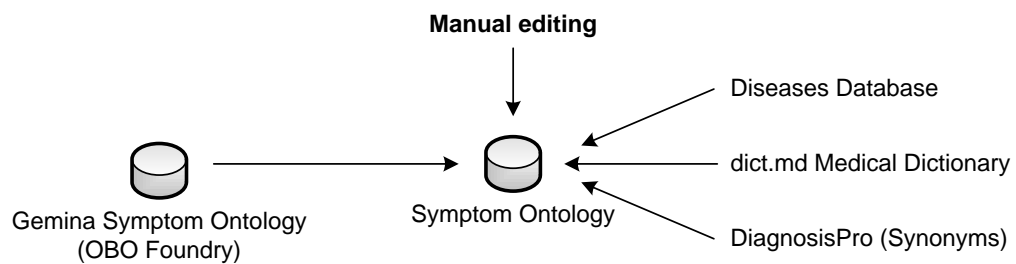 Manual editing
Diseases Database
dict.md Medical Dictionary
Symptom Ontology
Gemina Symptom Ontology
(OBO Foundry)
DiagnosisPro (Synonyms)